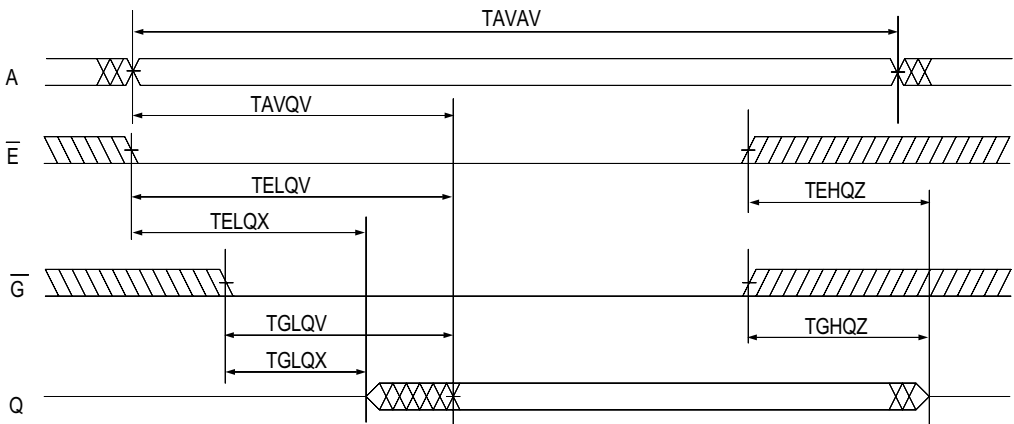 TAVAV
A
TAVQV
E
TELQV
TEHQZ
TELQX
G
TGLQV
TGHQZ
TGLQX
Q